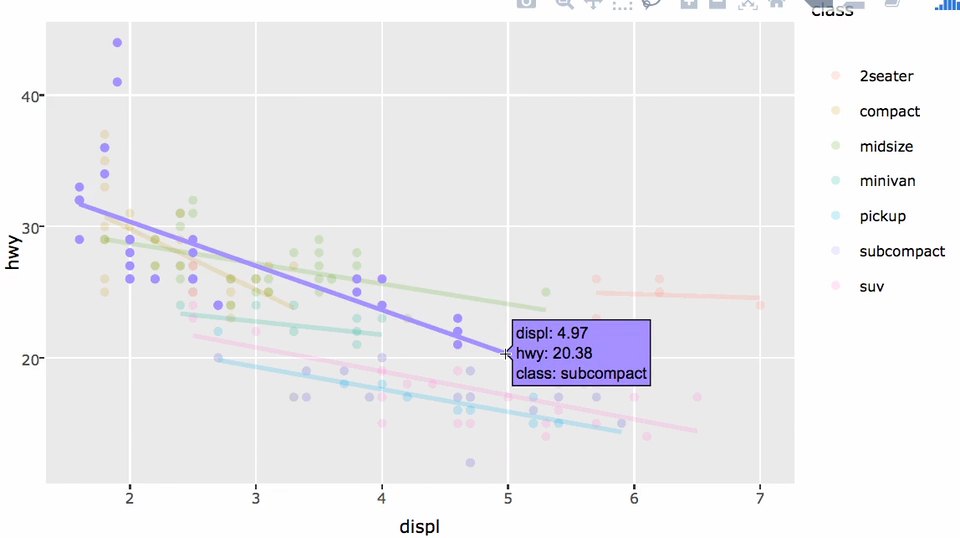 class
2seater
compact
midsize
minivan
pickup
subcompact
suv
40
30
20
hwy
displ: 4.97
hwy: 20.38
class: subcompact
2 3 4 5 6 7
displ